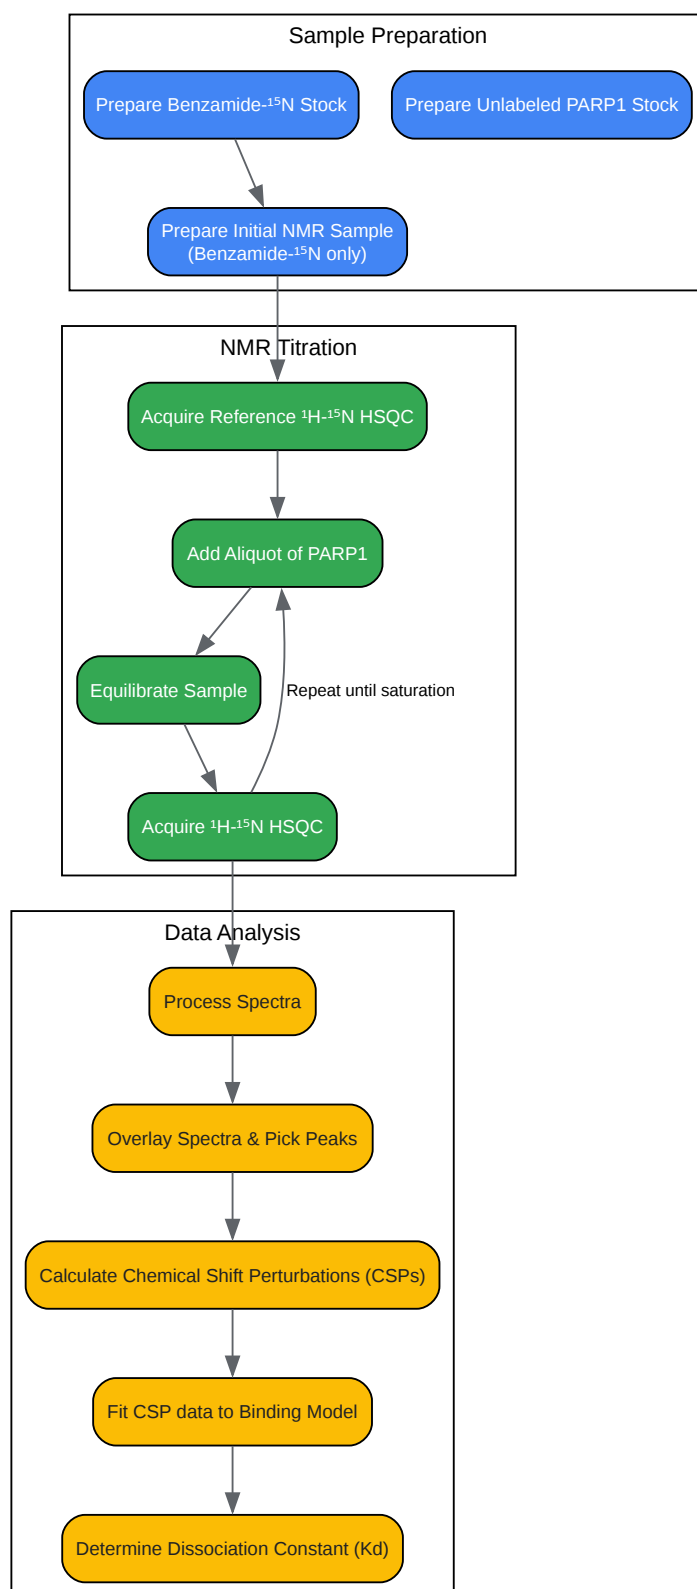 Sample Preparation
Prepare Benzamide-¹⁵N Stock
Prepare Unlabeled PARP1 Stock
Prepare Initial NMR Sample
(Benzamide-¹⁵N only)
NMR Titration
Acquire Reference ¹H-¹⁵N HSQC
Add Aliquot of PARP1
Equilibrate Sample
Repeat until saturation
Acquire ¹H-¹⁵N HSQC
Data Analysis
Process Spectra
Overlay Spectra & Pick Peaks
Calculate Chemical Shift Perturbations (CSPs)
Fit CSP data to Binding Model
Determine Dissociation Constant (Kd)